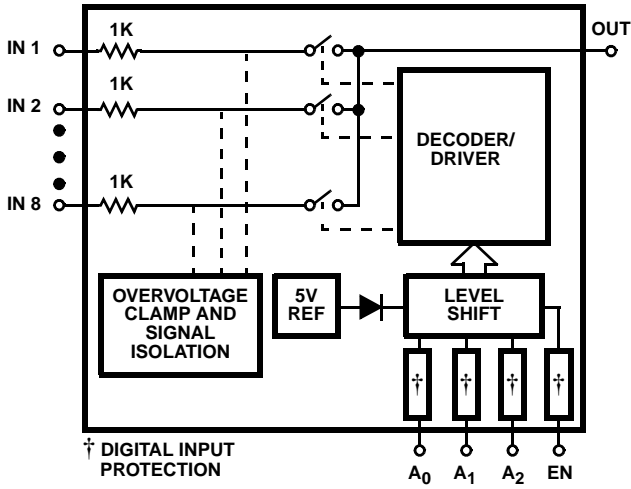 OUT
IN 1
1K
IN 2
1K
IN 8
1K
DECODER/
DRIVER
OVERVOLTAGE
CLAMP AND
SIGNAL
ISOLATION
5V
REF
LEVEL
SHIFT
†
†
†
†
† DIGITAL INPUT
PROTECTION
A0
A1
A2
EN